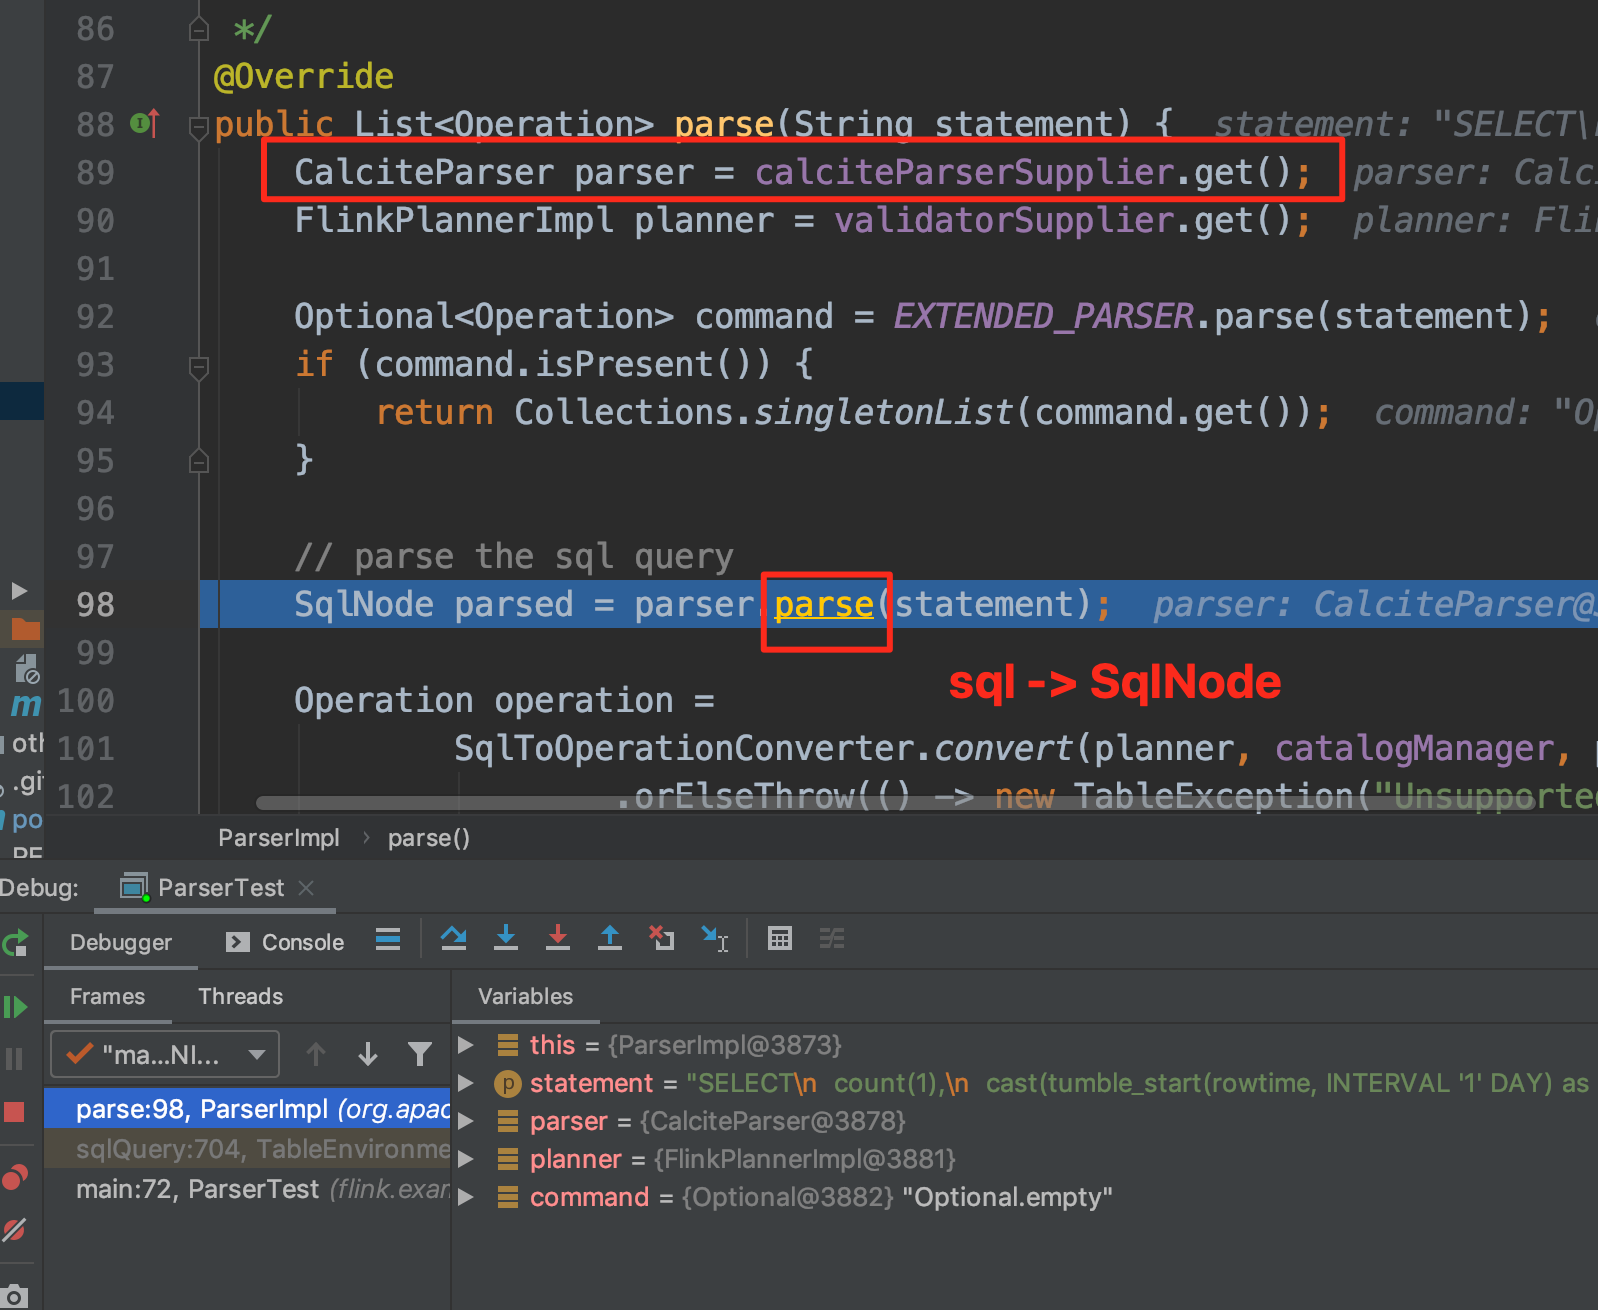 86 */
87 @Override
88 public List<Operation> parse(String statement) { statement: "SELECT\
89 CalciteParser parser = calciteParserSupplier.get(); parser: Calci
90 FlinkPlannerImpl planner = validatorSupplier.get(); planner: Fli
91
92 Optional<Operation> command = EXTENDED_PARSER.parse(statement);
93 if (command.isPresent()) {
94 return Collections.singletonList(command.get()); command: "Op
95 }
96
97 // parse the sql query
98 SqlNode parsed = parser.parse(statement); parser: CalciteParser@
99
sql -> SqlNode
100 Operation operation =
101 SqlToOperationConverter.convert(planner, catalogManager, p
102 .orElseThrow(() -> new TableException("Unsupported
m
oth
.gi
po
RE
ParserImpl › parse()
Debug: ParserTest
Debugger Console
Frames Threads Variables
"ma...NI...
parse:98, ParserImpl (org.apac
sqlQuery:704, TableEnvironme
main:72, ParserTest (flink.exam
this = {ParserImpl@3873}
p statement = "SELECT\n count(1),\n cast(tumble_start(rowtime, INTERVAL '1' DAY) as
parser = {CalciteParser@3878}
planner = {FlinkPlannerImpl@3881}
command = {Optional@3882} "Optional.empty"